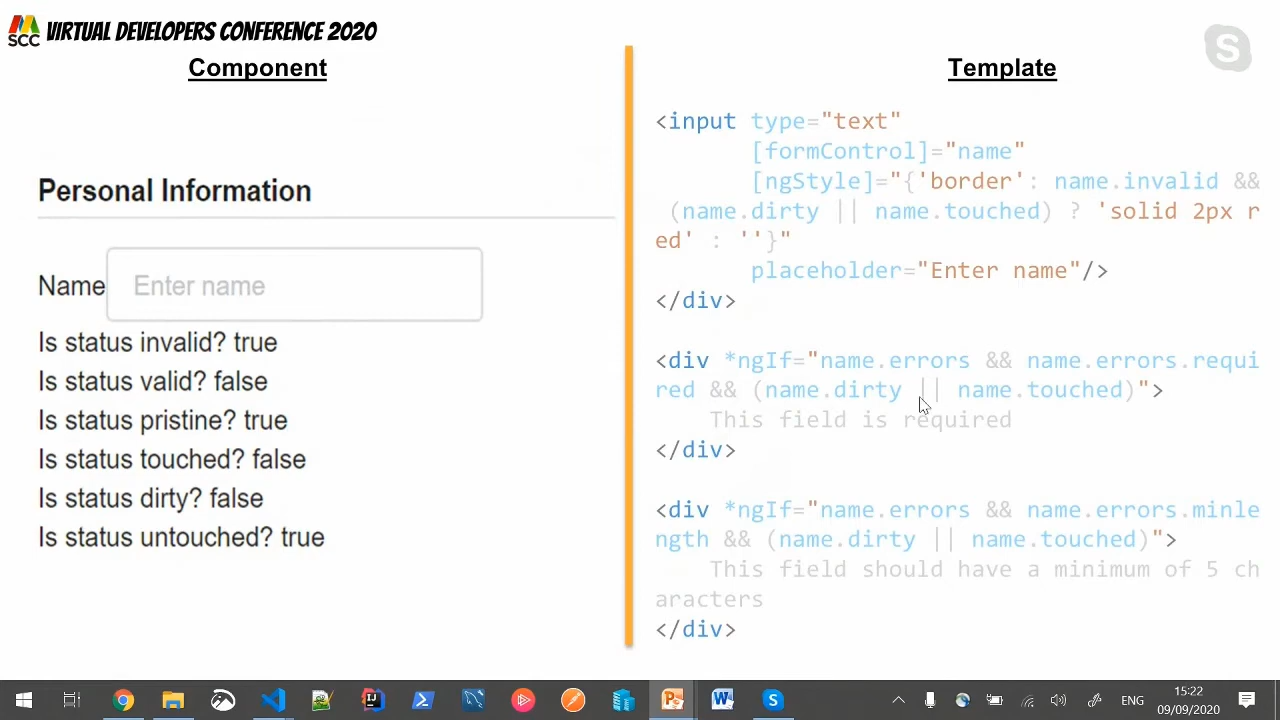 SCC VIRTUAL DEVELOPERS CONFERENCE 2020
Component
Personal Information
Name Enter name
Is status invalid? true
Is status valid? false
Is status pristine? true
Is status touched? false
Is status dirty? false
Is status untouched? true
Template
<input type="text"
[formControl]="name"
[ngStyle]="{'border': name.invalid &&
(name.dirty || name.touched) ? 'solid 2px r
ed' : ''}"
placeholder="Enter name"/>
</div>
<div *ngIf="name.errors && name.errors.requi
red && (name.dirty || name.touched)">
This field is required
</div>
<div *ngIf="name.errors && name.errors.minle
ngth && (name.dirty || name.touched)">
This field should have a minimum of 5 ch
aracters
</div>
ENG
15:22
09/09/2020